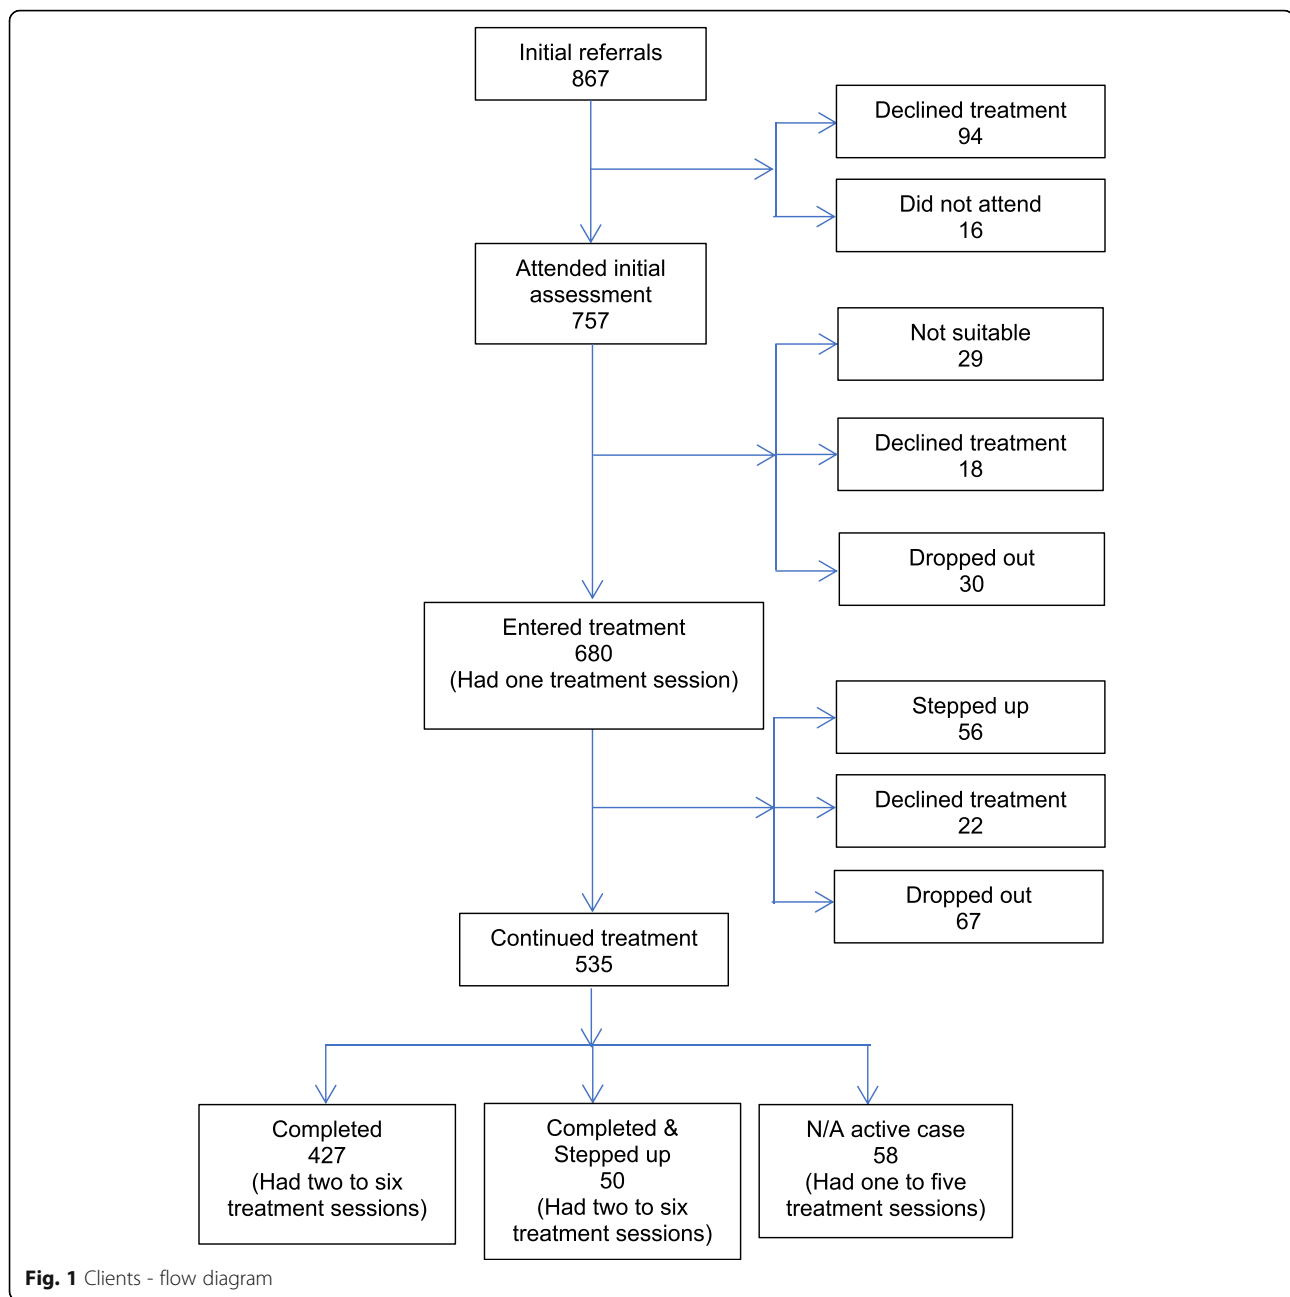 Initial referrals
867
Declined treatment
94
Did not attend
16
Attended initial
assessment
757
Not suitable
29
Declined treatment
18
Dropped out
30
Entered treatment
680
(Had one treatment session)
Stepped up
56
Declined treatment
22
Dropped out
67
Continued treatment
535
Completed
427
(Had two to six
treatment sessions)
Completed &
Stepped up
50
(Had two to six
treatment sessions)
N/A active case
58
(Had one to five
treatment sessions)
Fig. 1 Clients - flow diagram